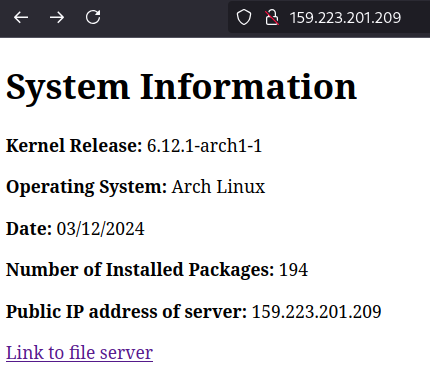 159.223.201.209
System Information
Kernel Release: 6.12.1-arch1-1
Operating System: Arch Linux
Date: 03/12/2024
Number of Installed Packages: 194
Public IP address of server: 159.223.201.209
Link to file server